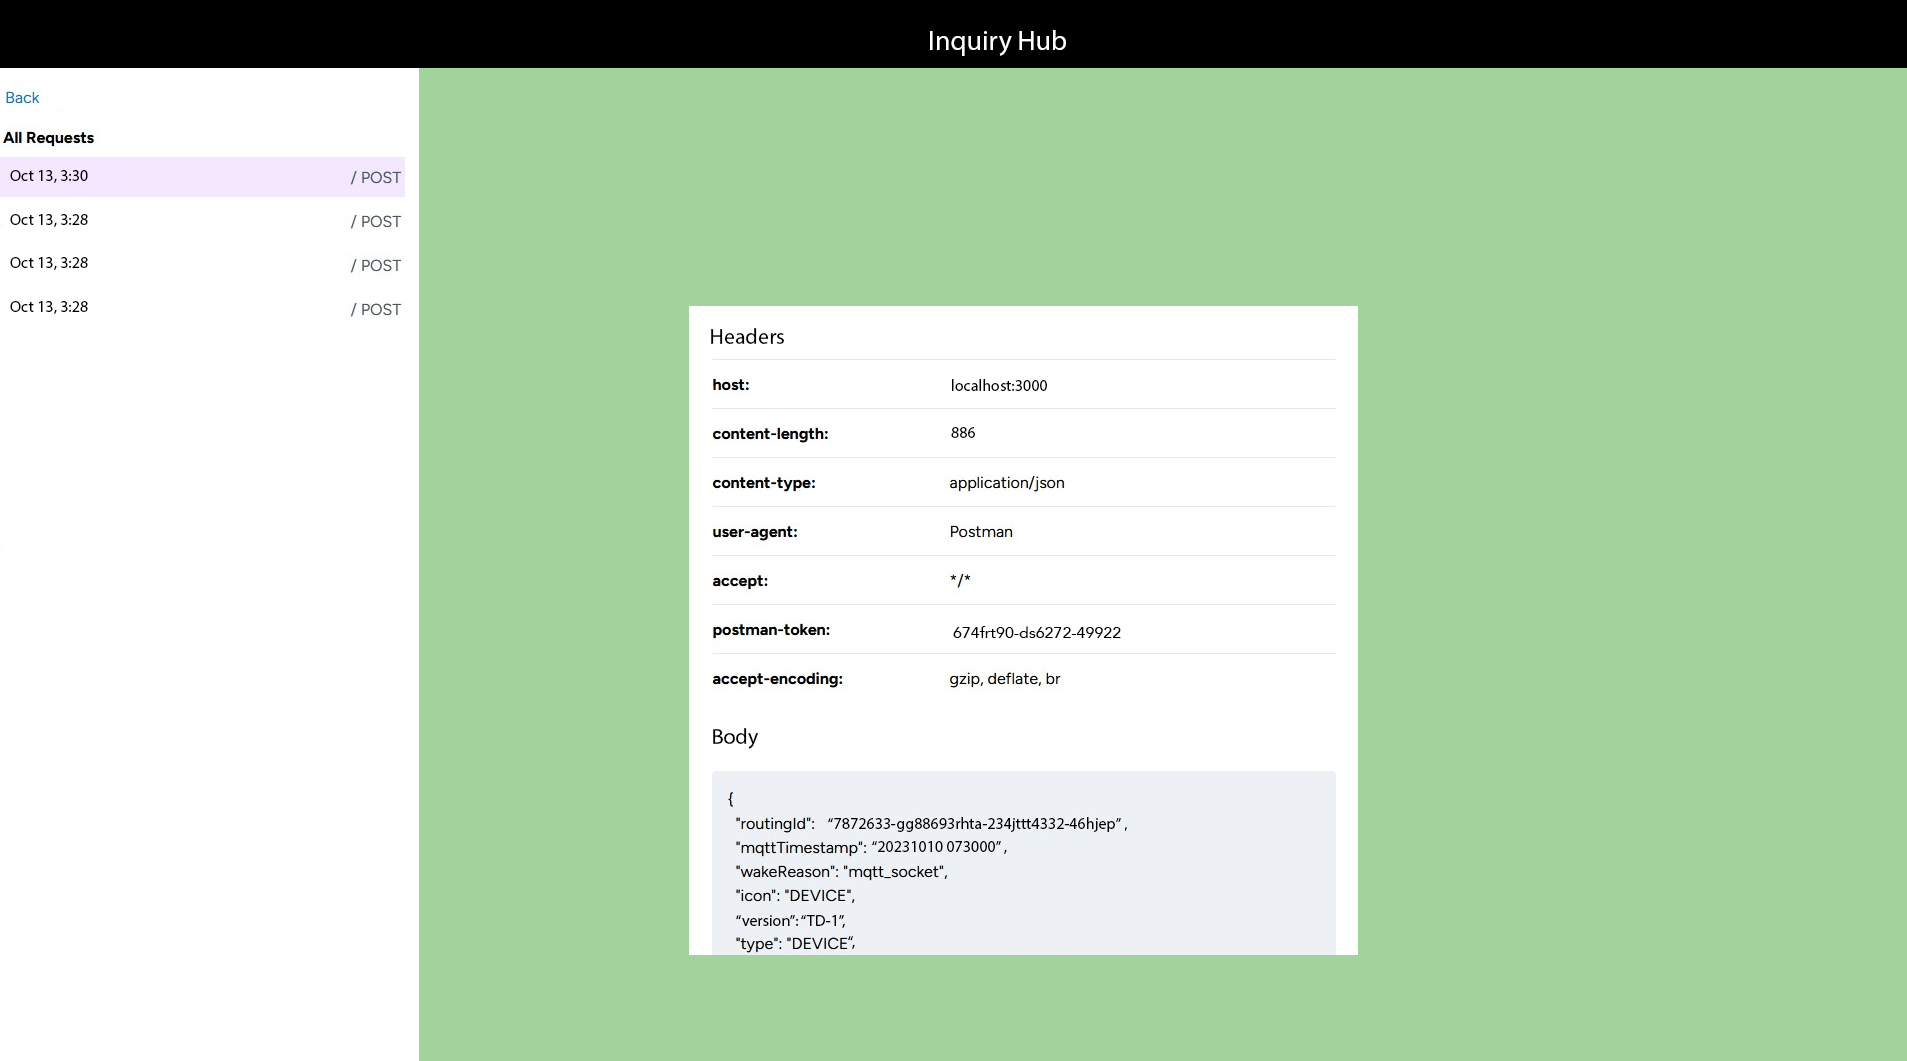 Inquiry Hub
Back
All Requests
Oct 13, 3:30 / POST
Oct 13, 3:28 / POST
Oct 13, 3:28 / POST
Oct 13, 3:28 / POST
Headers
host: localhost:3000
content-length: 886
content-type: application/json
user-agent: Postman
accept: */*
postman-token: 674frt90-ds6272-49922
accept-encoding: gzip, deflate, br
Body
{
"routingId": “7872633-gg88693rhta-234jttt4332-46hjep” ,
"mqttTimestamp": “20231010 073000” ,
"wakeReason": "mqtt_socket",
"icon": "DEVICE",
“version”: “TD-1”,
"type": "DEVICE“,